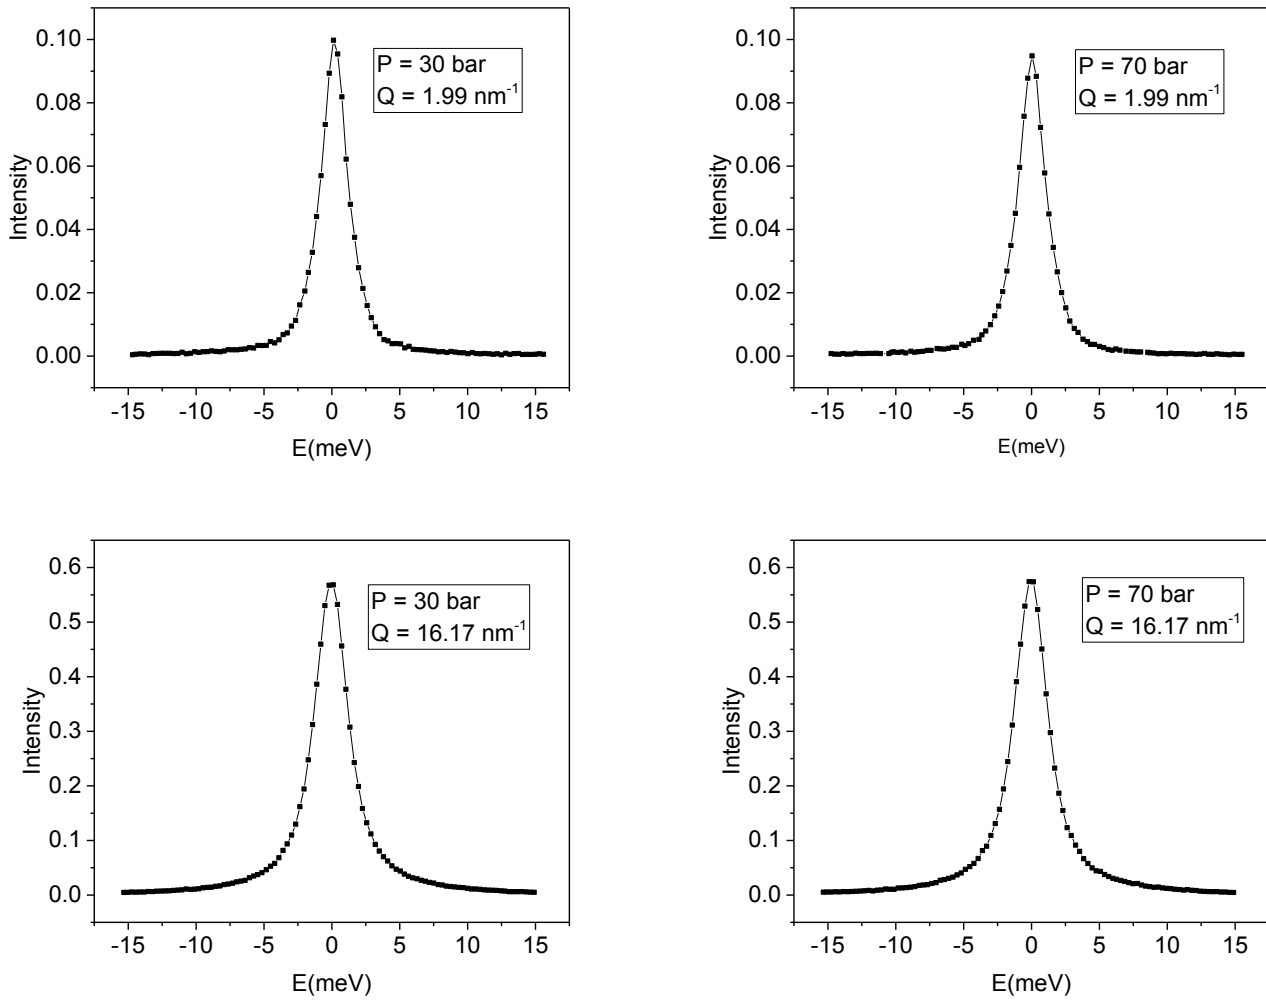 0.10
0.08
0.06
0.04
0.02
0.00
Intensity
P = 30 bar
Q = 1.99 nm⁻¹
-15 -10 -5 0 5 10 15
E(meV)
0.10
0.08
0.06
0.04
0.02
0.00
Intensity
P = 70 bar
Q = 1.99 nm⁻¹
-15 -10 -5 0 5 10 15
E(meV)
0.6
0.5
0.4
0.3
0.2
0.1
0.0
Intensity
P = 30 bar
Q = 16.17 nm⁻¹
-15 -10 -5 0 5 10 15
E(meV)
0.6
0.5
0.4
0.3
0.2
0.1
0.0
Intensity
P = 70 bar
Q = 16.17 nm⁻¹
-15 -10 -5 0 5 10 15
E(meV)